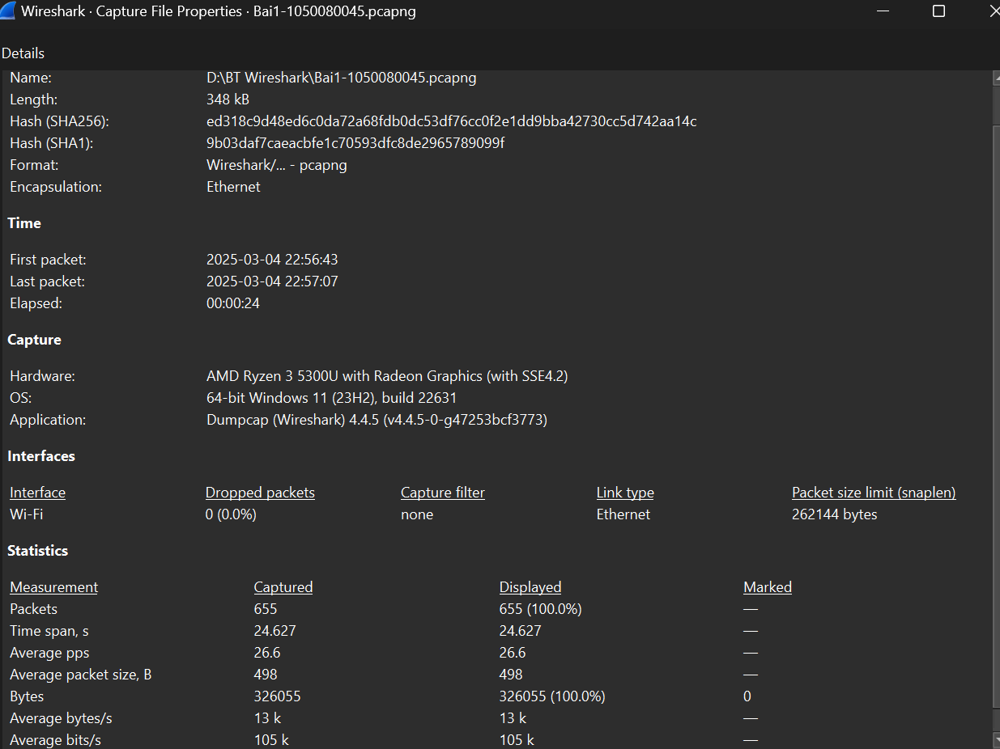 Wireshark · Capture File Properties · Bai1-1050080045.pcapng
Details
Name: D:\BT Wireshark\Bai1-1050080045.pcapng
Length: 348 kB
Hash (SHA256): ed318c9d48ed6c0da72a68fdb0dc53df76cc0f2e1dd9bba42730cc5d742aa14c
Hash (SHA1): 9b03daf7caeacbfe1c70593dfc8de2965789099f
Format: Wireshark/... - pcapng
Encapsulation: Ethernet
Time
First packet: 2025-03-04 22:56:43
Last packet: 2025-03-04 22:57:07
Elapsed: 00:00:24
Capture
Hardware: AMD Ryzen 3 5300U with Radeon Graphics (with SSE4.2)
OS: 64-bit Windows 11 (23H2), build 22631
Application: Dumpcap (Wireshark) 4.4.5 (v4.4.5-0-g47253bcf3773)
Interfaces
Interface Dropped packets Capture filter Link type Packet size limit (snaplen)
Wi-Fi 0 (0.0%) none Ethernet 262144 bytes
Statistics
Measurement Captured Displayed Marked
Packets 655 655 (100.0%) —
Time span, s 24.627 24.627 —
Average pps 26.6 26.6 —
Average packet size, B 498 498 —
Bytes 326055 326055 (100.0%) 0
Average bytes/s 13 k 13 k —
Average bits/s 105 k 105 k —